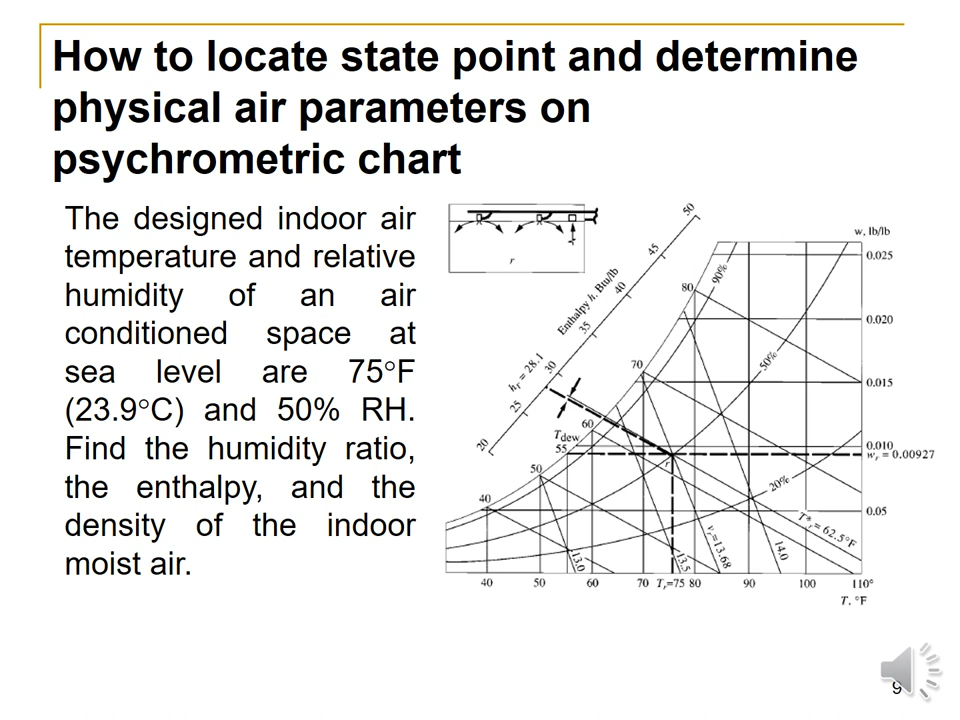 How to locate state point and determine
physical air parameters on
psychrometric chart
The designed indoor air
temperature and relative
humidity of an air
conditioned space at
sea level are 75°F
(23.9°C) and 50% RH.
Find the humidity ratio,
the enthalpy, and the
density of the indoor
moist air.
r
50
45
40
35
30
25
20
Enthalpy h. Btu/lb
hr = 28.1
w, lb/lb
0.025
0.020
0.015
0.010
wr = 0.00927
0.05
90%
50%
20%
80
70
60
Tdew
55
50
40
r
T*r = 62.5°F
vr=13.68
13.0
13.5
14.0
40 50 60 70 Tr=75 80 90 100 110°
T. °F
9